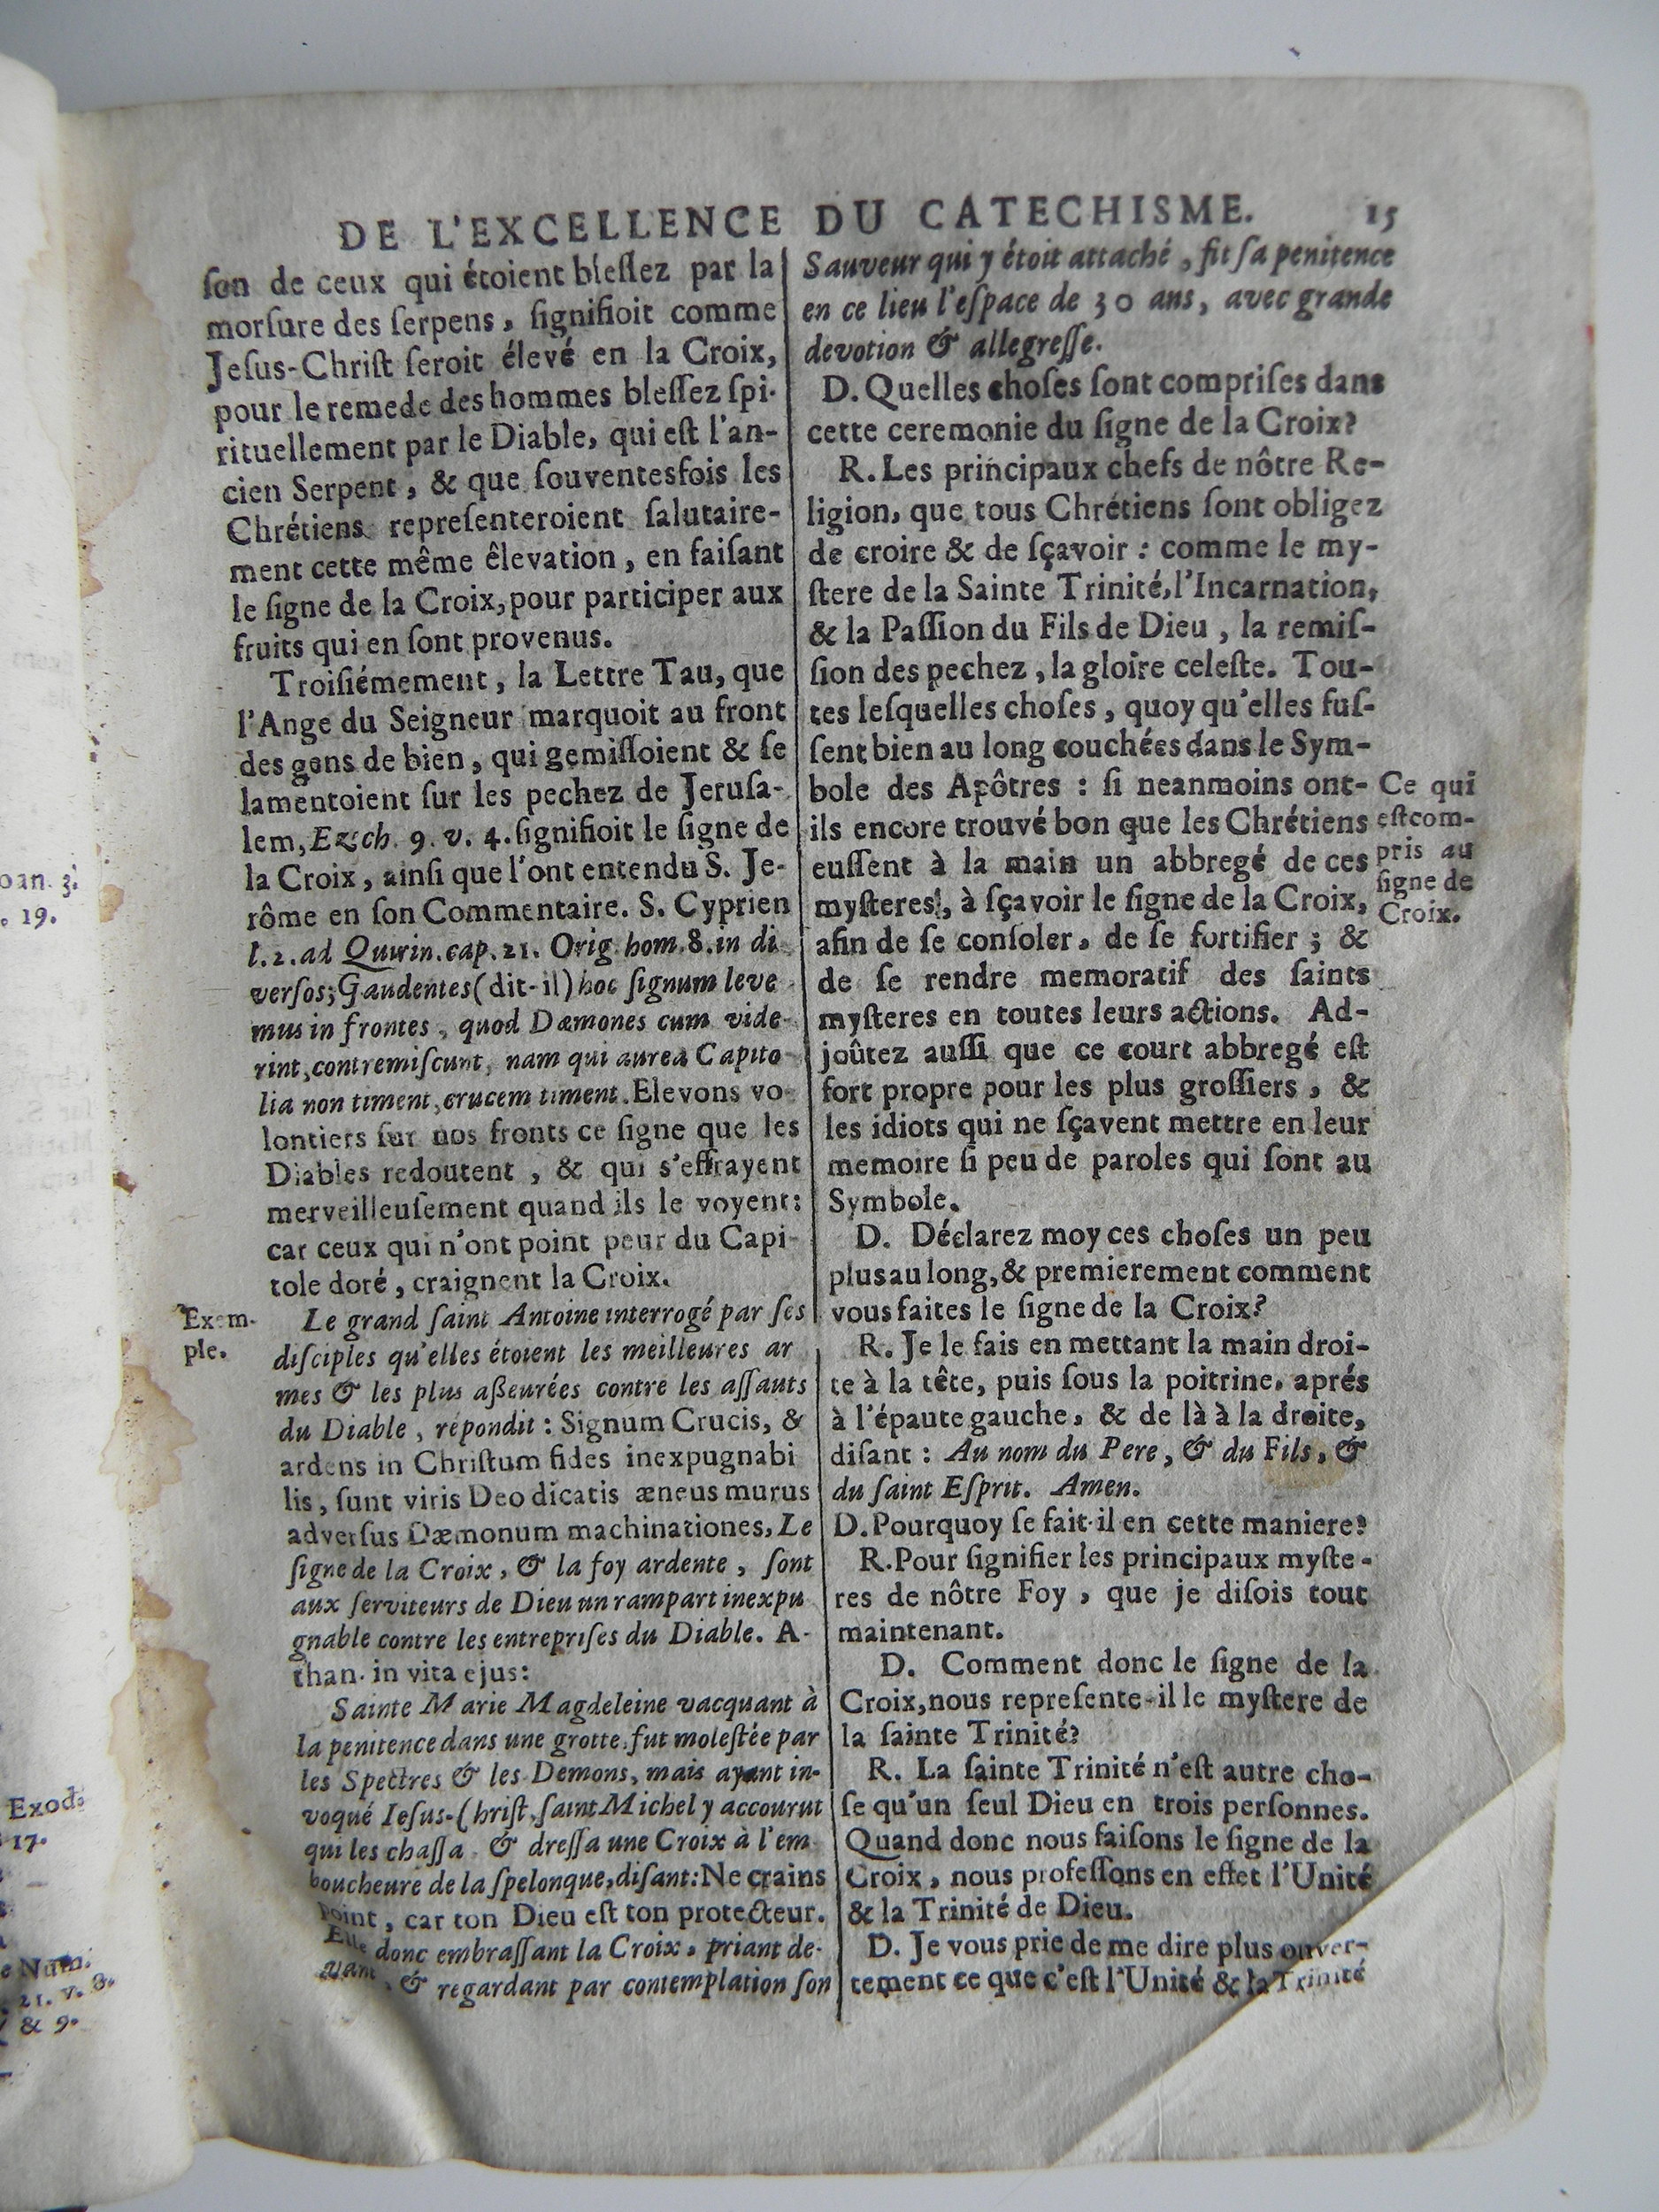 DE L'EXCELLENCE DU CATECHISME. 15
ſon de ceux qui étoient bleſſez par la
morſure des ſerpens, ſignifioit comme
Jeſus-Chriſt ſeroit élevé en la Croix,
pour le remede des hommes bleſſez ſpi-
rituellement par le Diable, qui eſt l'an-
cien Serpent, & que ſouventesfois les
Chrétiens repreſenteroient ſalutaire-
ment cette même êlevation, en faiſant
le ſigne de la Croix, pour participer aux
fruits qui en ſont provenus.
Troiſiémement, la Lettre Tau, que
l'Ange du Seigneur marquoit au front
des gens de bien, qui gemiſſoient & ſe
lamentoient ſur les pechez de Jeruſa-
lem, Ezech. 9. v. 4. ſignifioit le ſigne de
la Croix, ainſi que l'ont entendu S. Je-
rôme en ſon Commentaire. S. Cyprien
l. 2. ad Quirin. cap. 21. Orig. hom. 8. in di
verſos; Gaudentes (dit-il) hoc ſignum leve
mus in frontes, quod Dæmones cum vide-
rint, contremiſcunt, nam qui aurea Capito
lia non timent, crucem timent. Elevons vo-
lontiers ſur nos fronts ce ſigne que les
Diables redoutent, & qui s'effrayent
merveilleuſement quand ils le voyent:
car ceux qui n'ont point peur du Capi-
tole doré, craignent la Croix.
Exem-
ple.
Le grand ſaint Antoine interrogé par ſes
diſciples qu'elles étoient les meilleures ar
mes & les plus aßeurées contre les aſſauts
du Diable, répondit: Signum Crucis, &
ardens in Chriſtum fides inexpugnabi
lis, ſunt viris Deo dicatis æneus murus
adverſus Dæmonum machinationes, Le
ſigne de la Croix, & la foy ardente, ſont
aux ſerviteurs de Dieu un rampart inexpu
gnable contre les entrepriſes du Diable. A-
than. in vita ejus:
Sainte Marie Magdeleine vacquant à
la penitence dans une grotte, fut moleſtée par
les Spectres & les Demons, mais ayant in-
voqué Ieſus-Chriſt, ſaint Michel y accourut
qui les chaſſa & dreſſa une Croix à l'em
boucheure de la ſpelonque, diſant: Ne crains
point, car ton Dieu eſt ton protecteur.
Elle donc embraſſant la Croix, priant de-
vant, & regardant par contemplation ſon
Sauveur qui y étoit attaché, fit ſa penitence
en ce lieu l'eſpace de 30 ans, avec grande
devotion & allegreſſe.
D. Quelles choſes ſont compriſes dans
cette ceremonie du ſigne de la Croix?
R. Les principaux chefs de nôtre Re-
ligion, que tous Chrétiens ſont obligez
de croire & de ſçavoir: comme le my-
ſtere de la Sainte Trinité, l'Incarnation,
& la Paſſion du Fils de Dieu, la remiſ-
ſion des pechez, la gloire celeſte. Tou-
tes leſquelles choſes, quoy qu'elles fuſ-
ſent bien au long couchées dans le Sym-
bole des Apôtres: ſi neanmoins ont-
ils encore trouvé bon que les Chrétiens
euſſent à la main un abbregé de ces
myſteres, à ſçavoir le ſigne de la Croix,
afin de ſe conſoler, de ſe fortifier; &
de ſe rendre memoratif des ſaints
myſteres en toutes leurs actions. Ad-
joûtez auſſi que ce court abbregé eſt
fort propre pour les plus groſſiers, &
les idiots qui ne ſçavent mettre en leur
memoire ſi peu de paroles qui ſont au
Symbole.
Ce qui
eſt com-
pris au
ſigne de
Croix.
D. Déclarez moy ces choſes un peu
plus au long, & premierement comment
vous faites le ſigne de la Croix?
R. Je le fais en mettant la main droi-
te à la tête, puis ſous la poitrine, aprés
à l'épaute gauche, & de là à la droite,
diſant: Au nom du Pere, & du Fils, &
du ſaint Eſprit. Amen.
D. Pourquoy ſe fait-il en cette maniere?
R. Pour ſignifier les principaux myſte-
res de nôtre Foy, que je diſois tout
maintenant.
D. Comment donc le ſigne de la
Croix, nous repreſente-il le myſtere de
la ſainte Trinité?
R. La ſainte Trinité n'eſt autre cho-
ſe qu'un ſeul Dieu en trois perſonnes.
Quand donc nous faiſons le ſigne de la
Croix, nous profeſſons en effet l'Unité
& la Trinité de Dieu.
D. Je vous prie de me dire plus ouver-
tement ce que c'eſt l'Unité & la Trinité
oan. 3.
19.
Exod.
17.
Num.
21. v. 8.
& 9.